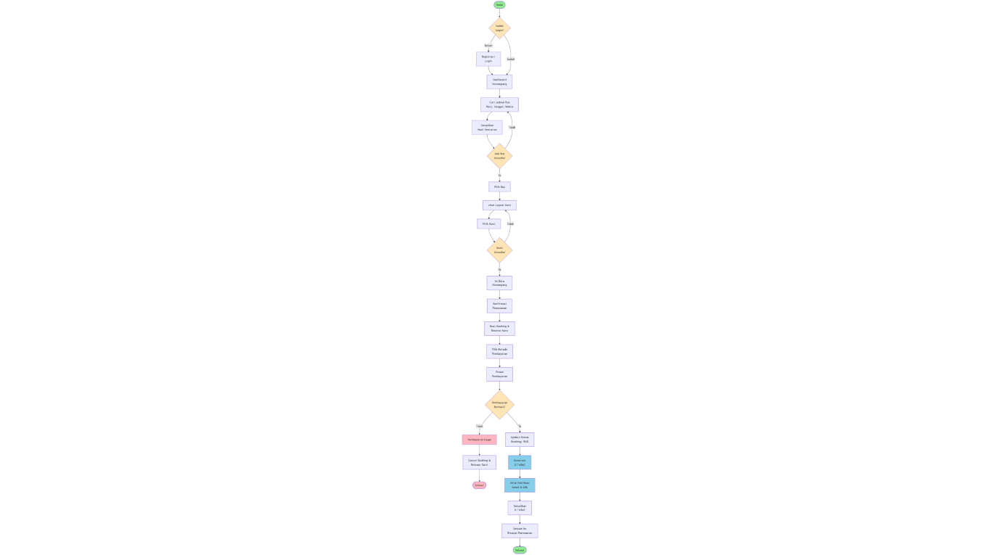 Mulai
Sudah
Login?
Belum
Sudah
Registrasi/
Login
Dashboard
Penumpang
Cari Jadwal Bus
Rute, Tanggal, Waktu
Tampilkan
Hasil Pencarian
Tidak
Ada Bus
Tersedia?
Ya
Pilih Bus
Lihat Layout Kursi
Pilih Kursi
Tidak
Kursi
Tersedia?
Ya
Isi Data
Penumpang
Konfirmasi
Pemesanan
Buat Booking &
Reserve Kursi
Pilih Metode
Pembayaran
Proses
Pembayaran
Pembayaran
Berhasil?
Tidak
Ya
Pembayaran Gagal
Update Status
Booking: PAID
Cancel Booking &
Release Kursi
Generate
E-Ticket
Selesai
Kirim Notifikasi
Email & SMS
Tampilkan
E-Ticket
Simpan ke
Riwayat Pemesanan
Selesai